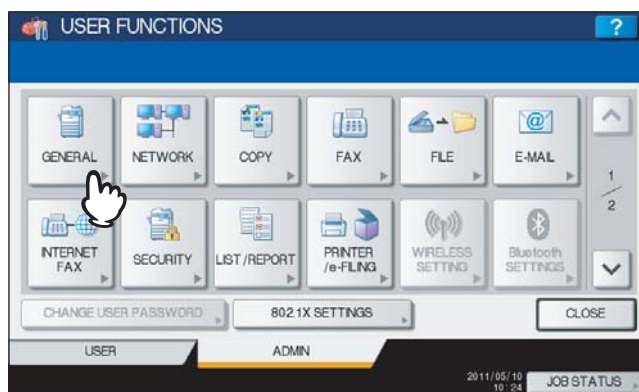 USER FUNCTIONS
?
GENERAL
NETWORK
COPY
FAX
FILE
E-MAIL
1
2
INTERNET
FAX
SECURITY
LIST/REPORT
PRINTER
/e-FILING
WIRELESS
SETTING
Bluetooth
SETTINGS
CHANGE USER PASSWORD
802.1X SETTINGS
CLOSE
USER
ADMIN
2011/05/10
10:24
JOB STATUS